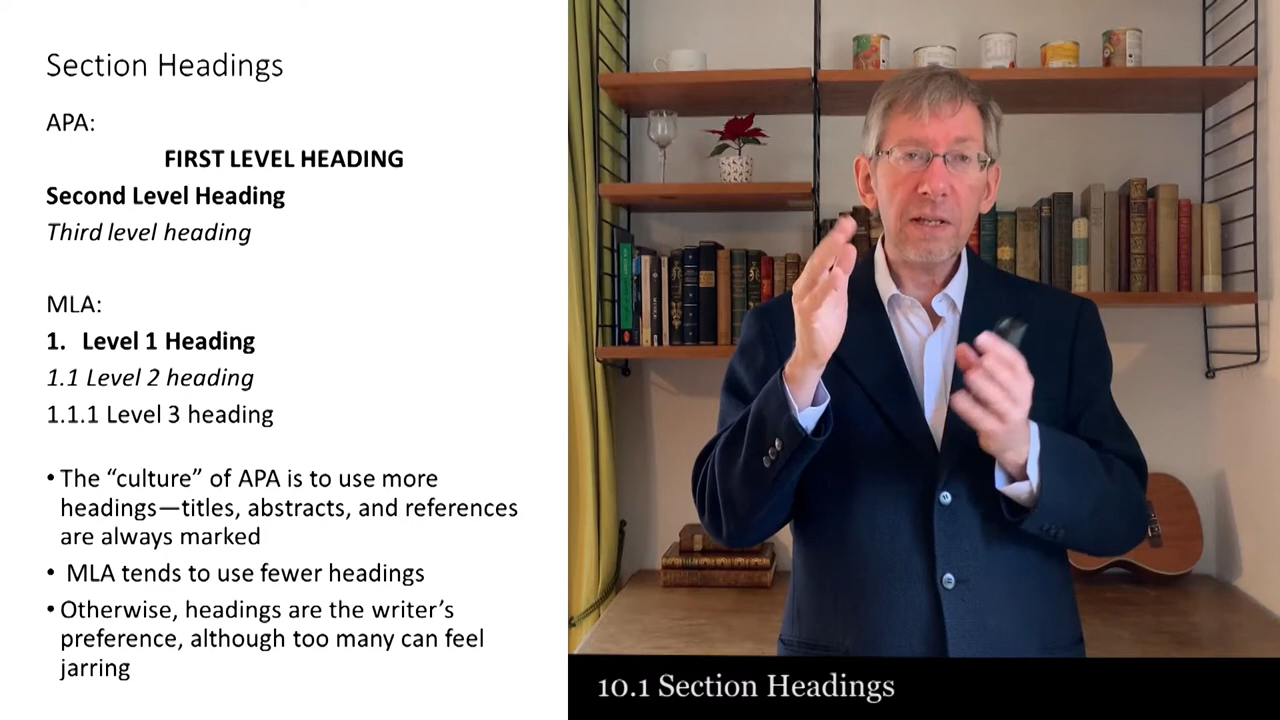 Section Headings
APA:
FIRST LEVEL HEADING
Second Level Heading
Third level heading
MLA:
1. Level 1 Heading
1.1 Level 2 heading
1.1.1 Level 3 heading
• The “culture” of APA is to use more
headings—titles, abstracts, and references
are always marked
• MLA tends to use fewer headings
• Otherwise, headings are the writer’s
preference, although too many can feel
jarring
10.1 Section Headings